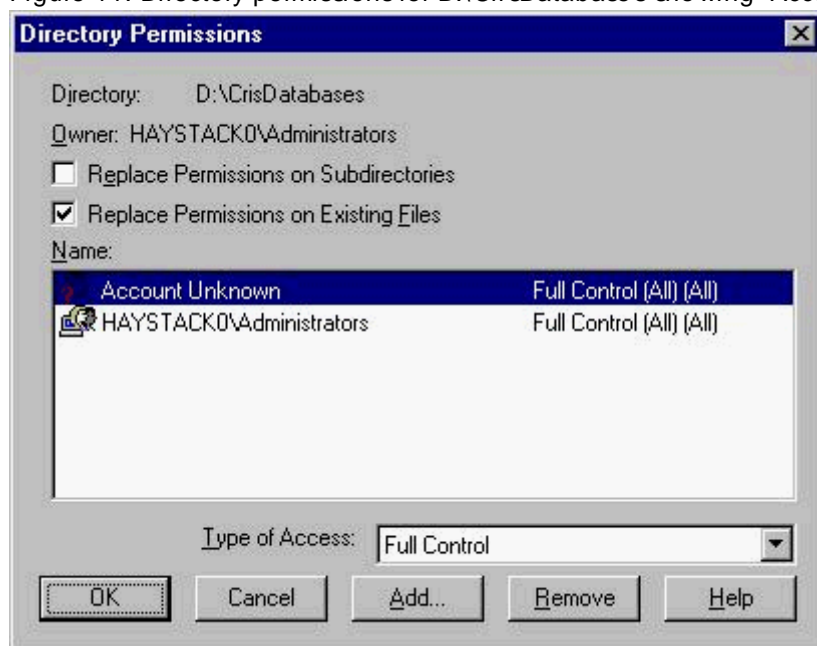 Directory Permissions
Directory: D:\CrisDatabases
Owner: HAYSTACK0\Administrators
Replace Permissions on Subdirectories
Replace Permissions on Existing Files
Name:
Account Unknown Full Control (All) (All)
HAYSTACK0\Administrators Full Control (All) (All)
Type of Access: Full Control
OK Cancel Add... Remove Help